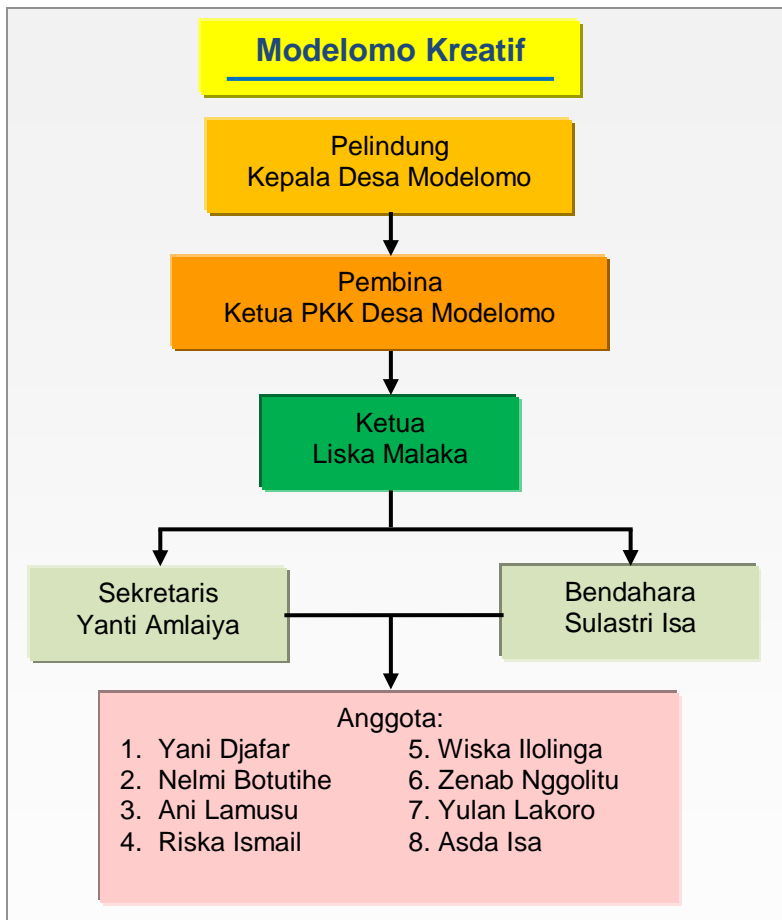 Modelomo Kreatif
Pelindung
Kepala Desa Modelomo
Pembina
Ketua PKK Desa Modelomo
Ketua
Liska Malaka
Sekretaris
Yanti Amlaiya
Bendahara
Sulastri Isa
Anggota:
1. Yani Djafar
2. Nelmi Botutihe
3. Ani Lamusu
4. Riska Ismail
5. Wiska Ilolinga
6. Zenab Nggolitu
7. Yulan Lakoro
8. Asda Isa